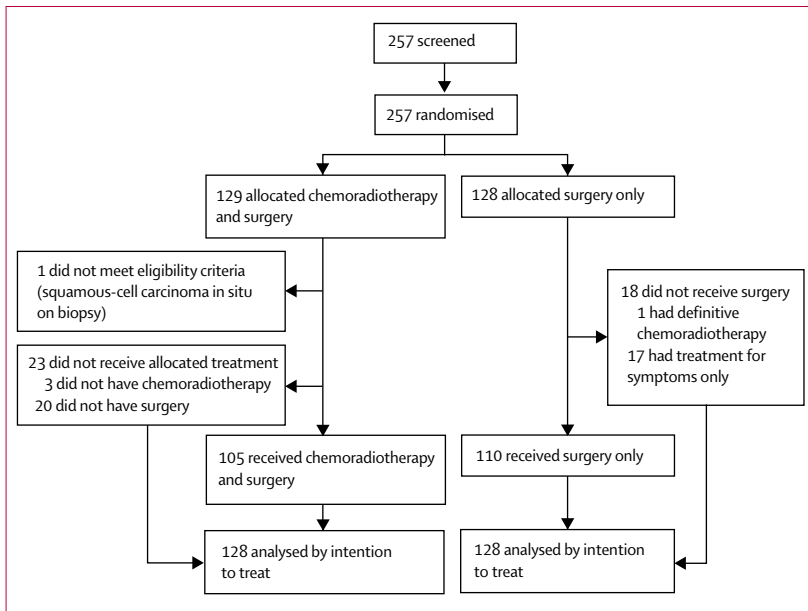 257 screened
257 randomised
129 allocated chemoradiotherapy
and surgery
128 allocated surgery only
1 did not meet eligibility criteria
(squamous-cell carcinoma in situ
on biopsy)
18 did not receive surgery
1 had definitive
chemoradiotherapy
17 had treatment for
symptoms only
23 did not receive allocated treatment
3 did not have chemoradiotherapy
20 did not have surgery
105 received chemoradiotherapy
and surgery
110 received surgery only
128 analysed by intention
to treat
128 analysed by intention
to treat